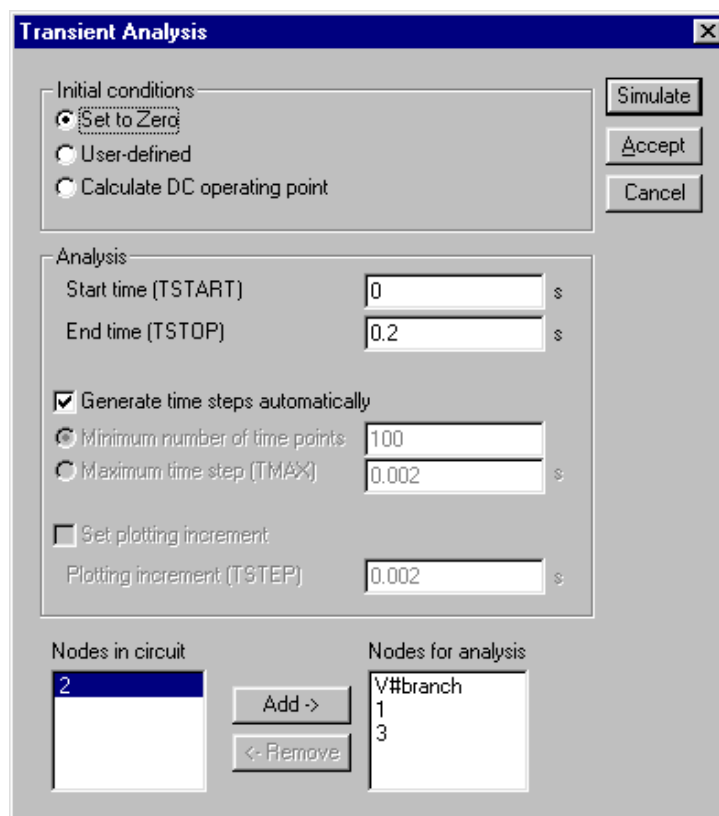 Transient Analysis
Initial conditions
Set to Zero
User-defined
Calculate DC operating point
Simulate
Accept
Cancel
Analysis
Start time (TSTART) 0 s
End time (TSTOP) 0.2 s
Generate time steps automatically
Minimum number of time points 100
Maximum time step (TMAX) 0.002 s
Set plotting increment
Plotting increment (TSTEP) 0.002 s
Nodes in circuit
2
Add ->
<- Remove
Nodes for analysis
V#branch
1
3